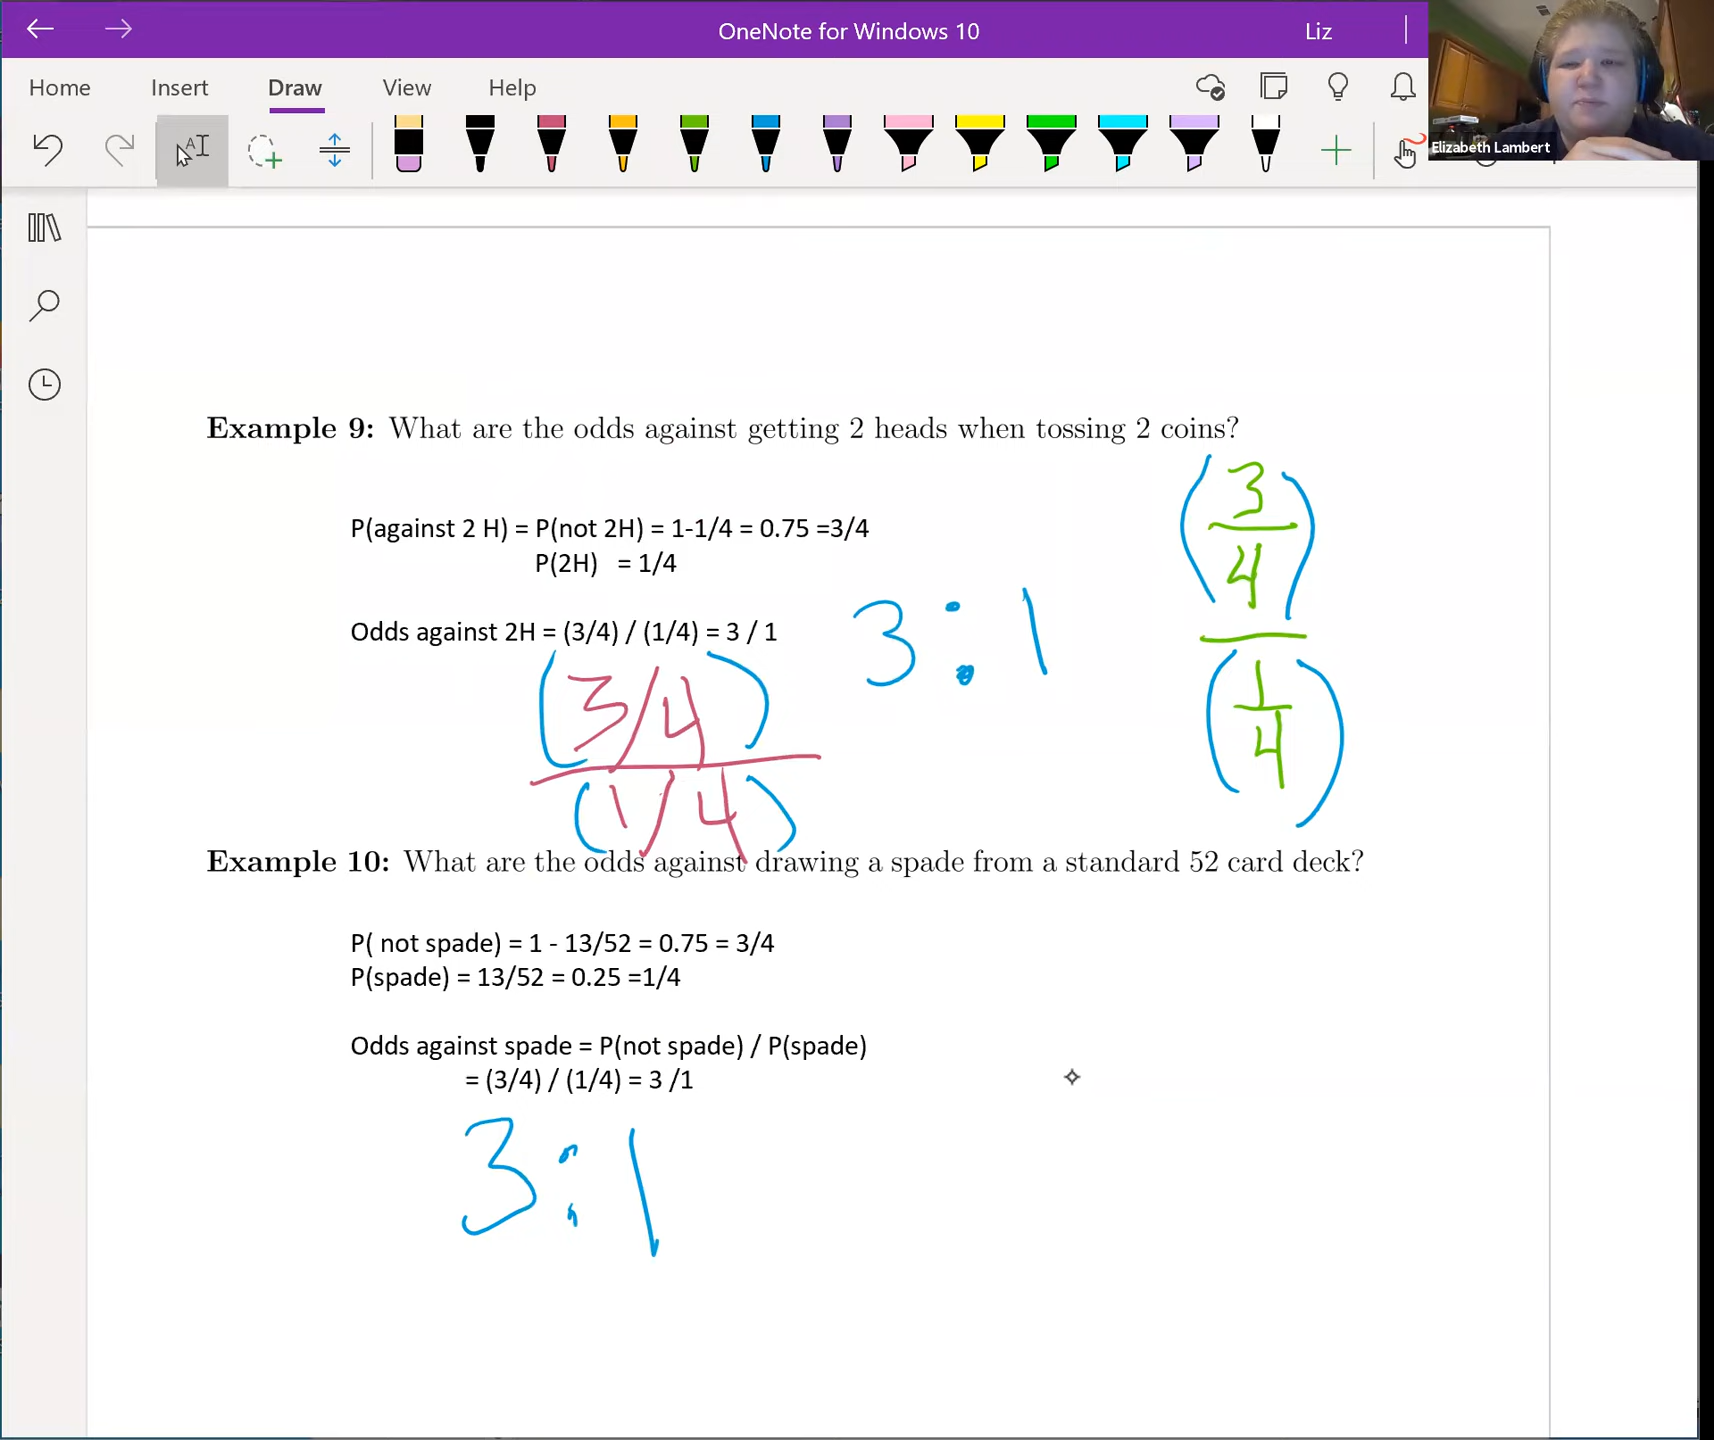 OneNote for Windows 10
Liz
Home Insert Draw View Help
Elizabeth Lambert
Example 9: What are the odds against getting 2 heads when tossing 2 coins?
P(against 2 H) = P(not 2H) = 1-1/4 = 0.75 =3/4
P(2H) = 1/4
Odds against 2H = (3/4) / (1/4) = 3 / 1
3:1
(3/4)
(1/4)
(3
4)
(1
4)
Example 10: What are the odds against drawing a spade from a standard 52 card deck?
P( not spade) = 1 - 13/52 = 0.75 = 3/4
P(spade) = 13/52 = 0.25 =1/4
Odds against spade = P(not spade) / P(spade)
= (3/4) / (1/4) = 3 /1
3:1